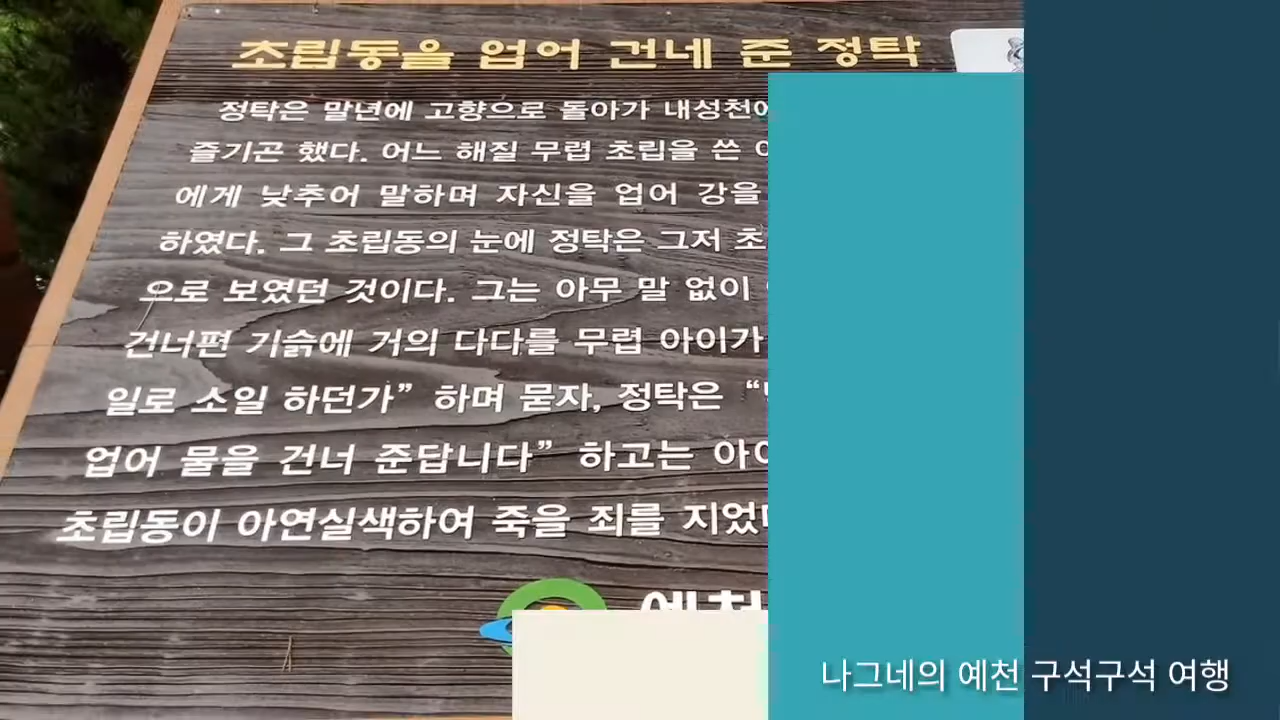 초립동을 업어 건네 준 정탁
정탁은 말년에 고향으로 돌아가 내성천에
즐기곤 했다. 어느 해질 무렵 초립을 쓴
에게 낮추어 말하며 자신을 업어 강을
하였다. 그 초립동의 눈에 정탁은 그저 초
으로 보였던 것이다. 그는 아무 말 없이
건너편 기슭에 거의 다다를 무렵 아이가
일로 소일 하던가” 하며 묻자, 정탁은 “
업어 물을 건너 준답니다” 하고는
초립동이 아연실색하여 죽을 죄를
예천
나그네의 예천 구석구석 여행